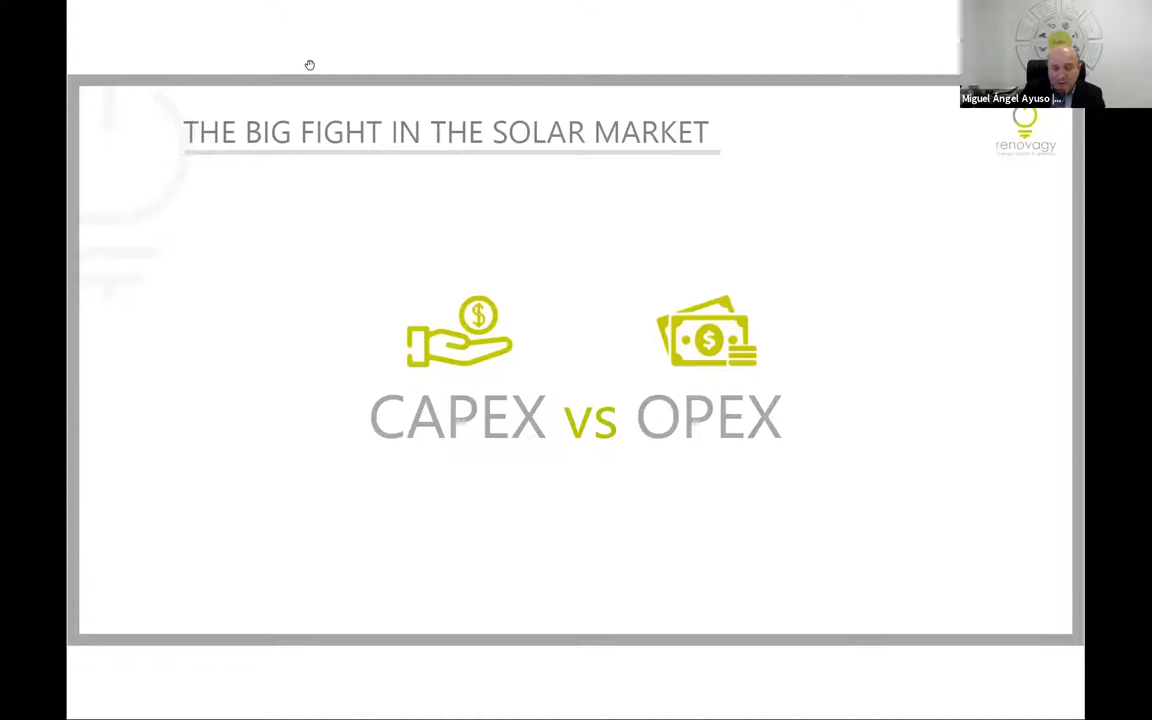 Miguel Ángel Ayuso |...
THE BIG FIGHT IN THE SOLAR MARKET
renovagy
CAPEX vs OPEX